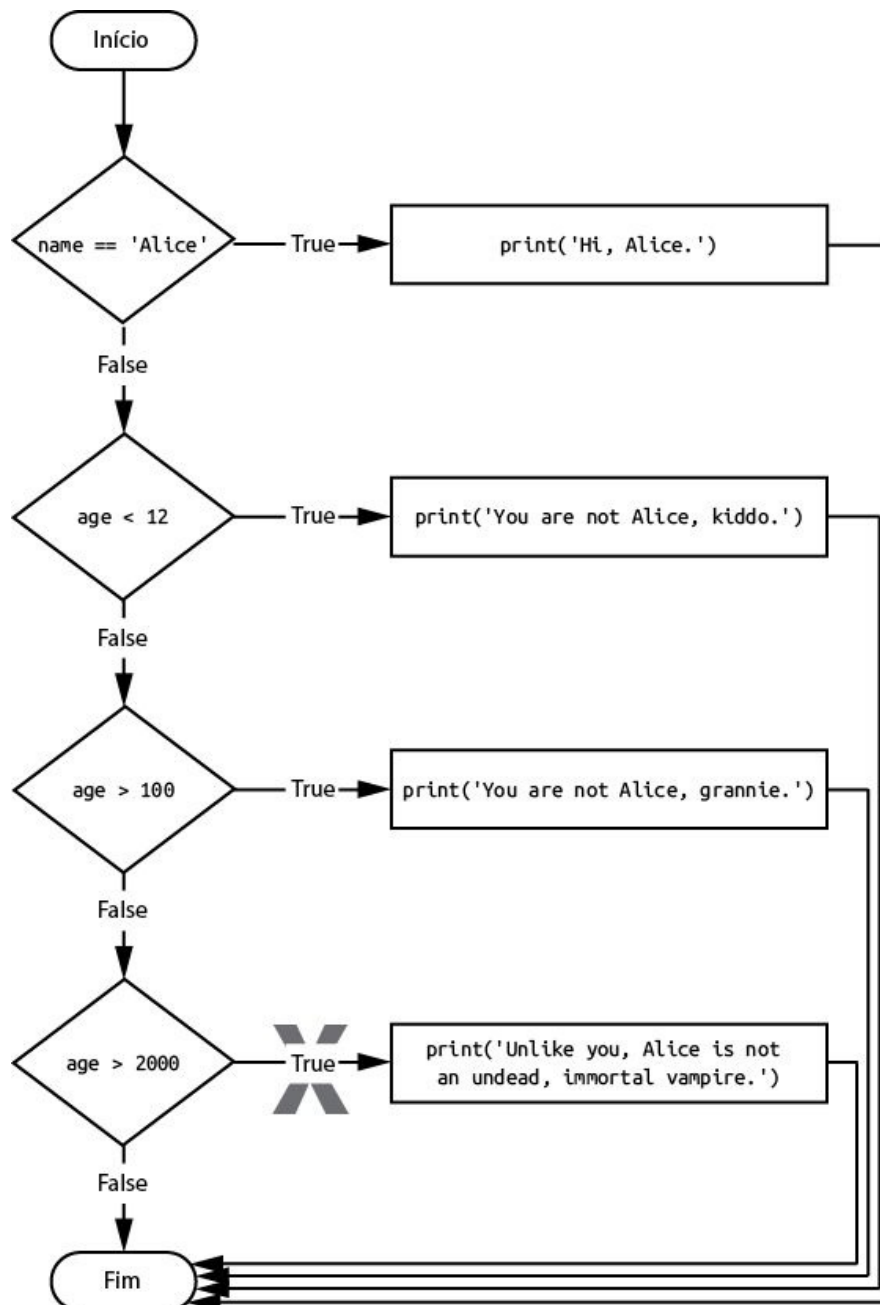 Início
name == 'Alice'
True
print('Hi, Alice.')
False
age < 12
True
print('You are not Alice, kiddo.')
False
age > 100
True
print('You are not Alice, grannie.')
False
age > 2000
True
print('Unlike you, Alice is not
an undead, immortal vampire.')
False
Fim